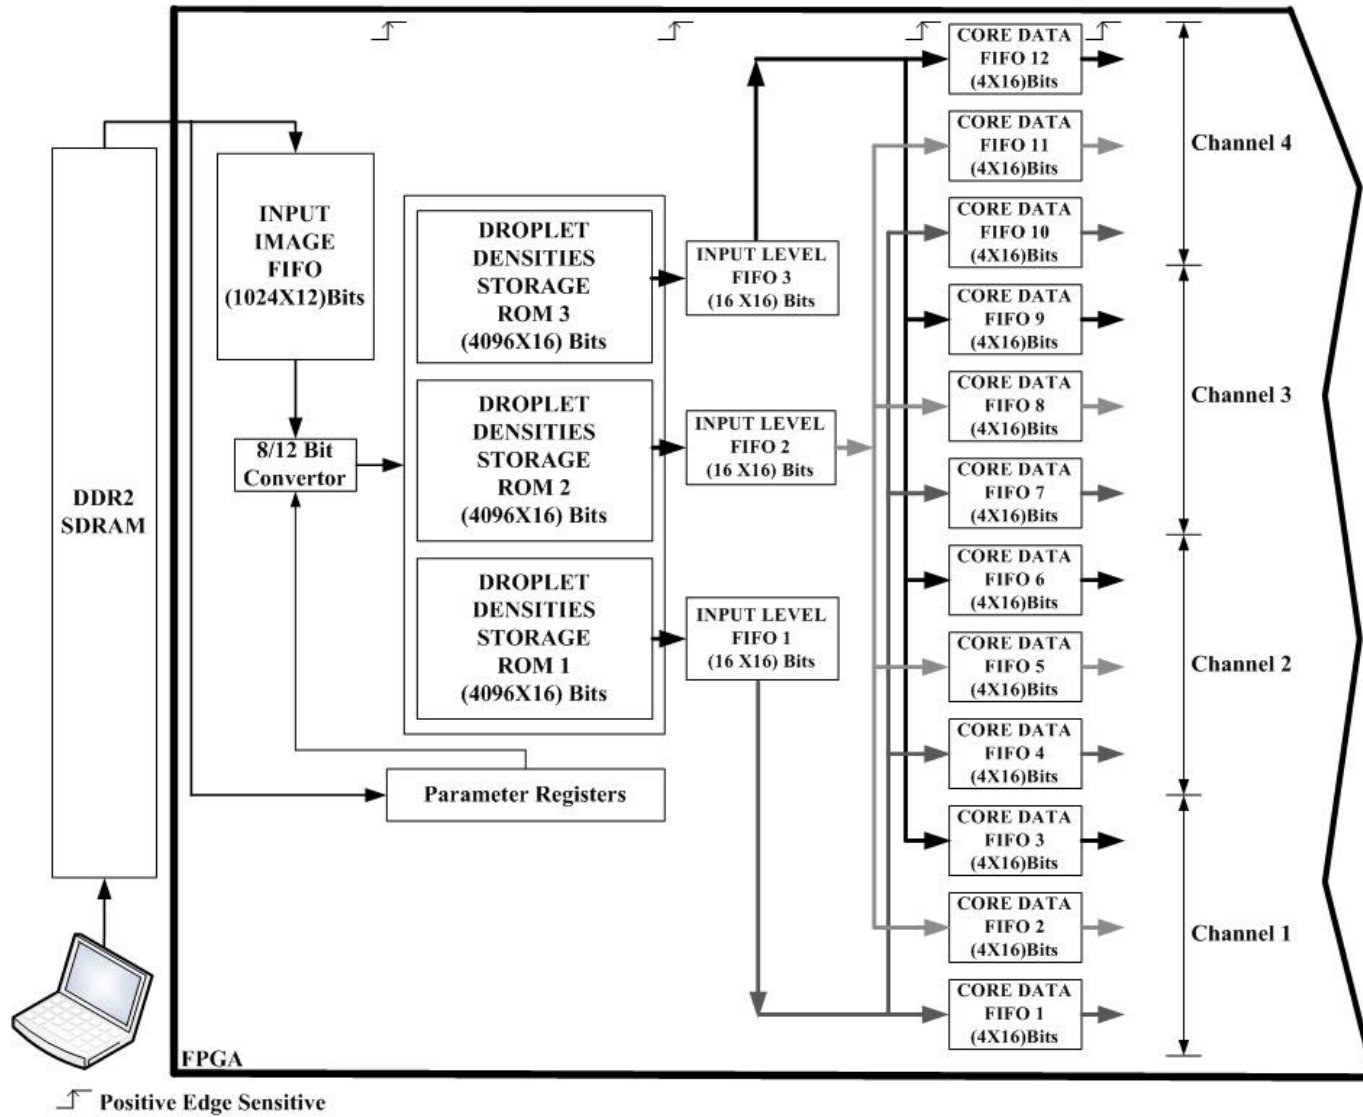 DDR2
SDRAM
INPUT
IMAGE
FIFO
(1024X12)Bits
8/12 Bit
Convertor
DROPLET
DENSITIES
STORAGE
ROM 3
(4096X16) Bits
DROPLET
DENSITIES
STORAGE
ROM 2
(4096X16) Bits
DROPLET
DENSITIES
STORAGE
ROM 1
(4096X16) Bits
Parameter Registers
INPUT LEVEL
FIFO 3
(16 X16) Bits
INPUT LEVEL
FIFO 2
(16 X16) Bits
INPUT LEVEL
FIFO 1
(16 X16) Bits
CORE DATA
FIFO 12
(4X16)Bits
CORE DATA
FIFO 11
(4X16)Bits
CORE DATA
FIFO 10
(4X16)Bits
CORE DATA
FIFO 9
(4X16)Bits
CORE DATA
FIFO 8
(4X16)Bits
CORE DATA
FIFO 7
(4X16)Bits
CORE DATA
FIFO 6
(4X16)Bits
CORE DATA
FIFO 5
(4X16)Bits
CORE DATA
FIFO 4
(4X16)Bits
CORE DATA
FIFO 3
(4X16)Bits
CORE DATA
FIFO 2
(4X16)Bits
CORE DATA
FIFO 1
(4X16)Bits
Channel 4
Channel 3
Channel 2
Channel 1
FPGA
Positive Edge Sensitive